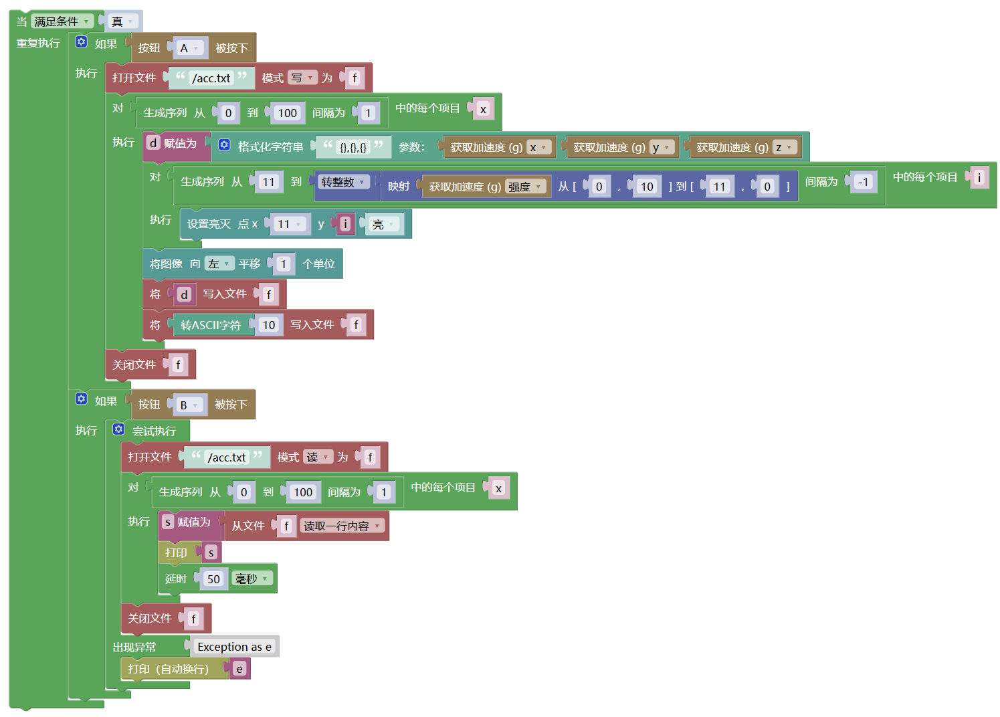 当 满足条件 真
重复执行 如果 按钮 A 被按下
执行 打开文件 “ /acc.txt ” 模式 写 为 f
对 生成序列 从 0 到 100 间隔为 1 中的每个项目 x
执行 d 赋值为 格式化字符串 “ {},{},{} ” 参数: 获取加速度 (g) x 获取加速度 (g) y 获取加速度 (g) z
对 生成序列 从 11 到 转整数 映射 获取加速度 (g) 强度 从 [ 0 , 10 ] 到 [ 11 , 0 ] 间隔为 -1 中的每个项目 i
执行 设置亮灭 点 x 11 y i 亮
将图像 向 左 平移 1 个单位
将 d 写入文件 f
将 转ASCII字符 10 写入文件 f
关闭文件 f
如果 按钮 B 被按下
执行 尝试执行
打开文件 “ /acc.txt ” 模式 读 为 f
对 生成序列 从 0 到 100 间隔为 1 中的每个项目 x
执行 s 赋值为 从文件 f 读取一行内容
打印 s
延时 50 毫秒
关闭文件 f
出现异常 Exception as e
打印（自动换行） e